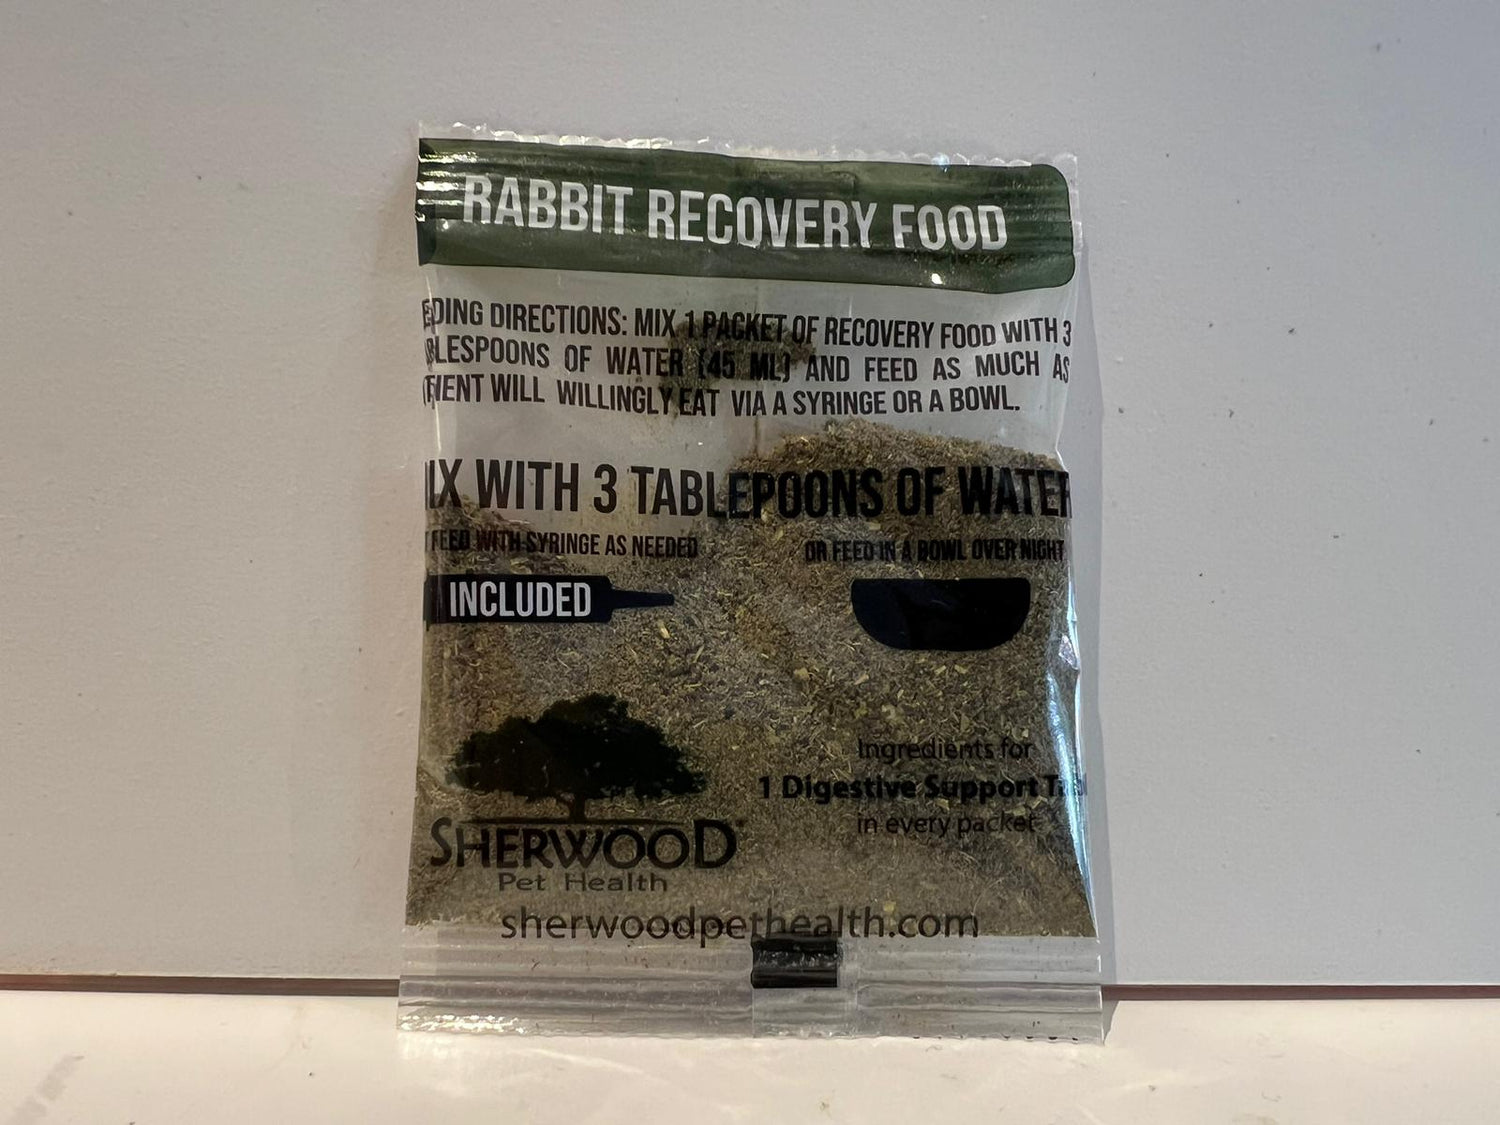 RABBIT RECOVERY FOOD
EDING DIRECTIONS: MIX 1 PACKET OF RECOVERY FOOD WITH 3
BLESPOONS OF WATER (45 ML) AND FEED AS MUCH AS
TIENT WILL WILLINGLY EAT VIA A SYRINGE OR A BOWL.
IX WITH 3 TABLEPOONS OF WATER
FEED WITH SYRINGE AS NEEDED
OR FEED IN A BOWL OVER NIGHT
INCLUDED
Ingredients for
1 Digestive Support Tab
in every packet
SHERWOOD
Pet Health
sherwoodpethealth.com